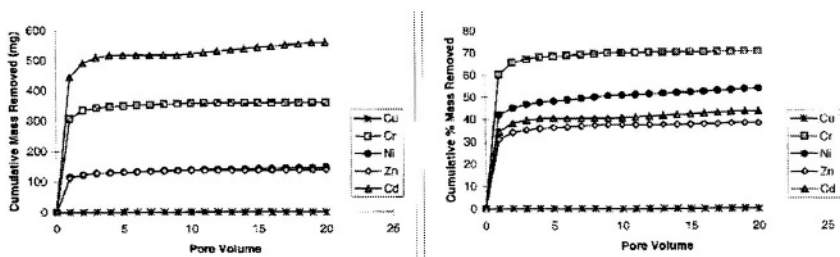 Cumulative Mass Removed (mg)
600
500
400
300
200
100
0
0
5
10
15
20
25
Pore Volume
Cu
Cr
Ni
Zn
Cd
Cumulative % Mass Removed
80
70
60
50
40
30
20
10
0
0
5
10
15
20
25
Pore Volume
Cu
Cr
Ni
Zn
Cd